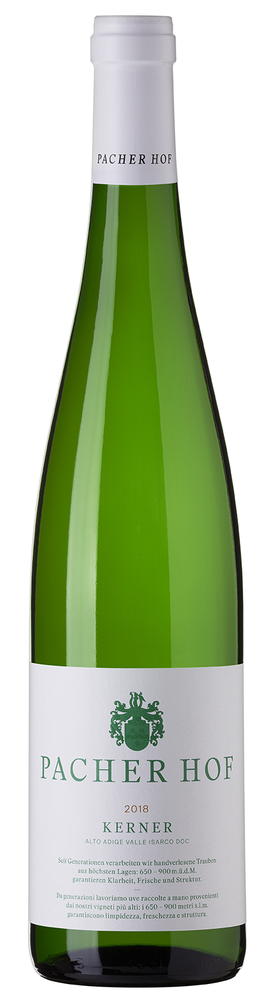 PACHER HOF
PACHER HOF
2018
KERNER
ALTO ADIGE VALLE ISARCO DOC
Seit Generationen verarbeiten wir handverlesene Trauben
aus höchsten Lagen: 650 – 900 m.ü.d.M.
garantieren Klarheit, Frische und Struktur.
—
Da generazioni lavoriamo uve raccolte a mano provenienti
dai nostri vigneti più alti: i 650 – 900 metri s.l.m.
garantiscono limpidezza, freschezza e struttura.